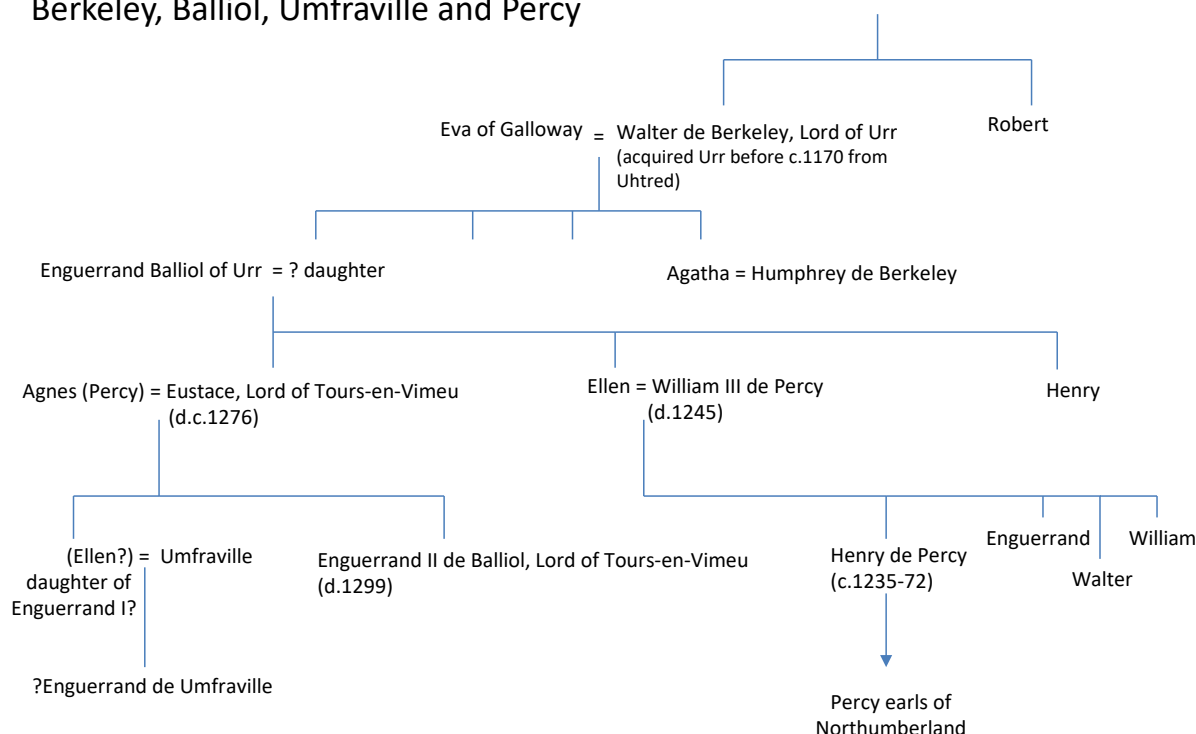 Berkeley, Balliol, Umfraville and Percy
Eva of Galloway = Walter de Berkeley, Lord of Urr
(acquired Urr before c.1170 from
Uhtred)
Robert
Enguerrand Balliol of Urr = ? daughter
Agatha = Humphrey de Berkeley
Agnes (Percy) = Eustace, Lord of Tours-en-Vimeu
(d.c.1276)
Ellen = William III de Percy
(d.1245)
Henry
(Ellen?) = Umfraville
daughter of
Enguerrand I?
Enguerrand II de Balliol, Lord of Tours-en-Vimeu
(d.1299)
Henry de Percy
(c.1235-72)
Enguerrand
Walter
William
?Enguerrand de Umfraville
Percy earls of
Northumberland